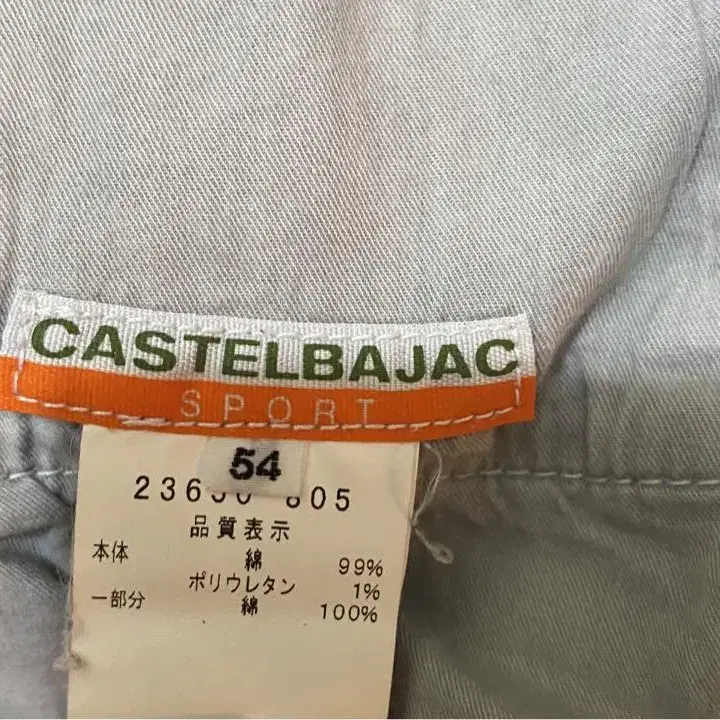 CASTELBAJAC
SPORT
54
品質表示
本体 綿 99%
ポリウレタン 1%
一部分 綿 100%